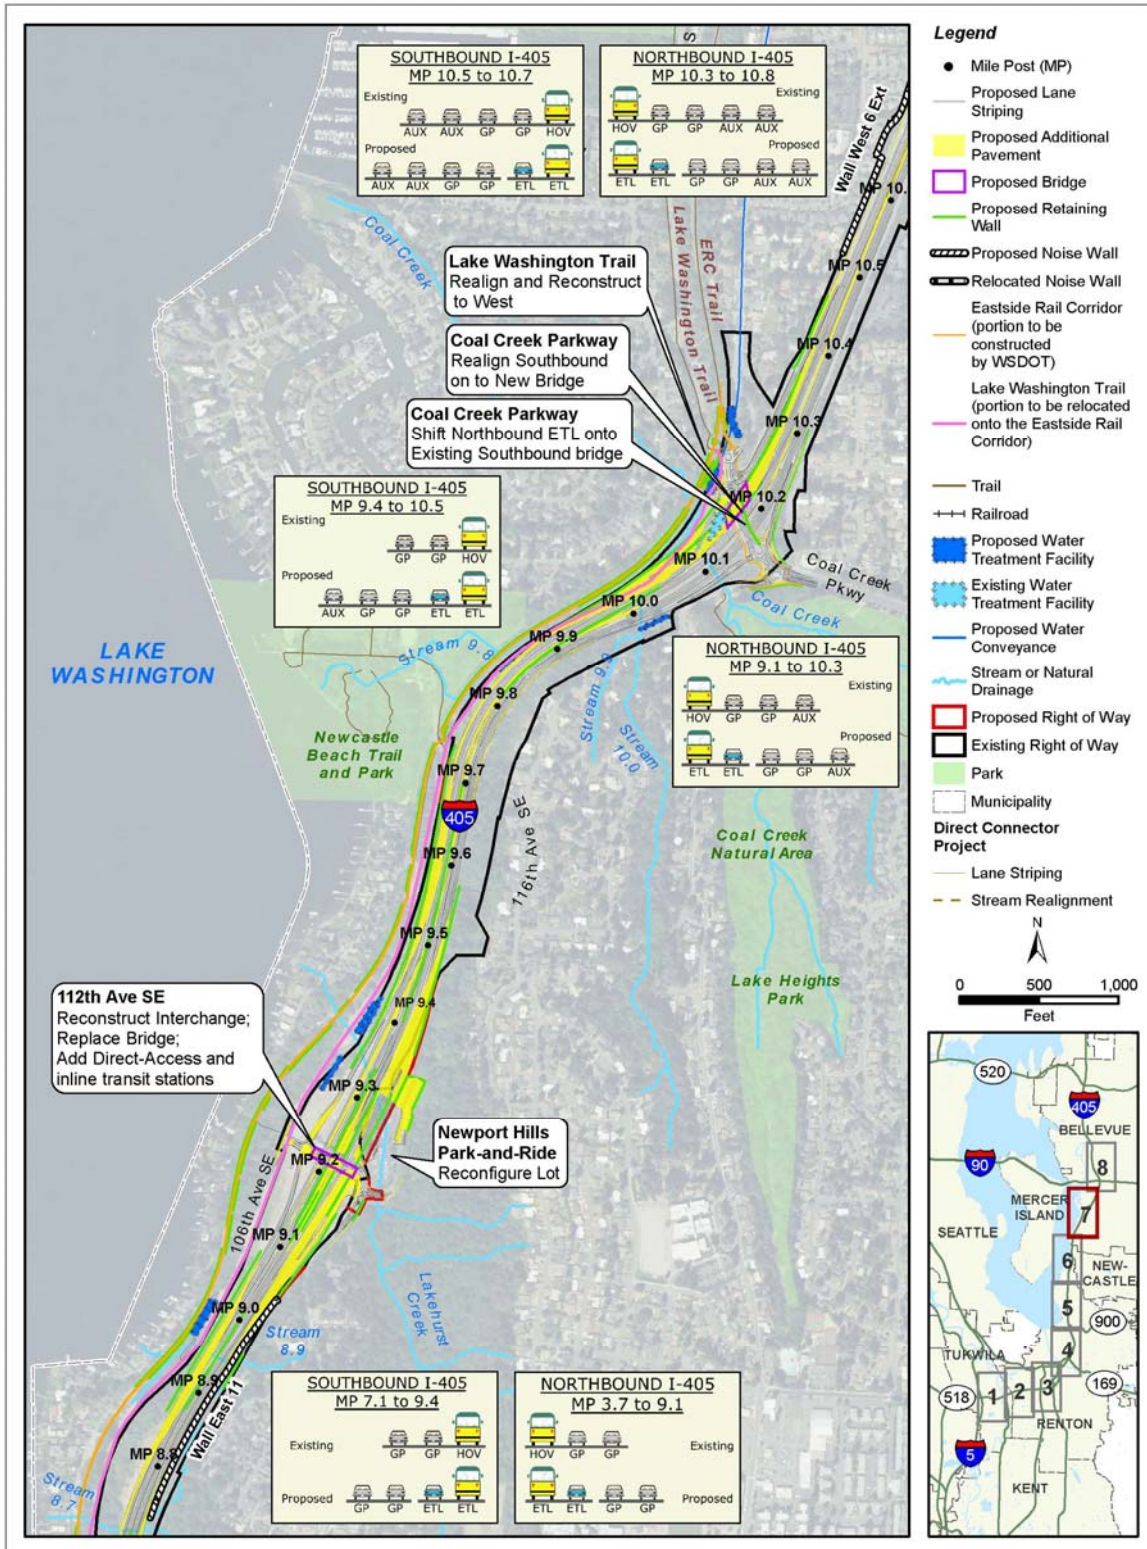 SOUTHBOUND I-405
MP 10.5 to 10.7
Existing
AUX AUX GP GP HOV
Proposed
AUX AUX GP GP ETL ETL
NORTHBOUND I-405
MP 10.3 to 10.8
Existing
HOV GP GP AUX AUX
Proposed
ETL ETL GP GP AUX AUX
S
Wall West 6 Ext
MP 10.
MP 10.5
MP 10.4
MP 10.3
MP 10.2
MP 10.1
MP 10.0
MP 9.9
MP 9.8
MP 9.7
MP 9.6
MP 9.5
MP 9.4
MP 9.3
MP 9.2
MP 9.1
MP 9.0
MP 8.9
MP 8.8
Coal Creek
ERC Trail
Lake Washington Trail
Lake Washington Trail
Realign and Reconstruct
to West
Coal Creek Parkway
Realign Southbound
on to New Bridge
Coal Creek Parkway
Shift Northbound ETL onto
Existing Southbound bridge
SOUTHBOUND I-405
MP 9.4 to 10.5
Existing
GP GP HOV
Proposed
AUX GP GP ETL ETL
Coal Creek
Pkwy
Coal Creek
LAKE
WASHINGTON
Stream 9.8
Stream 9.9
Stream
10.0
NORTHBOUND I-405
MP 9.1 to 10.3
Existing
HOV GP GP AUX
Proposed
ETL ETL GP GP AUX
Newcastle
Beach Trail
and Park
405
116th Ave SE
Coal Creek
Natural Area
Lake Heights
Park
112th Ave SE
Reconstruct Interchange;
Replace Bridge;
Add Direct-Access and
inline transit stations
Newport Hills
Park-and-Ride
Reconfigure Lot
106th Ave SE
Lakehurst
Creek
Stream
8.9
Wall East 11
Stream
8.7
SOUTHBOUND I-405
MP 7.1 to 9.4
Existing
GP GP HOV
Proposed
GP GP ETL ETL
NORTHBOUND I-405
MP 3.7 to 9.1
HOV GP GP
Existing
ETL ETL GP GP
Proposed
Legend
Mile Post (MP)
Proposed Lane
Striping
Proposed Additional
Pavement
Proposed Bridge
Proposed Retaining
Wall
Proposed Noise Wall
Relocated Noise Wall
Eastside Rail Corridor
(portion to be
constructed
by WSDOT)
Lake Washington Trail
(portion to be relocated
onto the Eastside Rail
Corridor)
Trail
Railroad
Proposed Water
Treatment Facility
Existing Water
Treatment Facility
Proposed Water
Conveyance
Stream or Natural
Drainage
Proposed Right of Way
Existing Right of Way
Park
Municipality
Direct Connector
Project
Lane Striping
Stream Realignment
N
0 500 1,000
Feet
520
405
BELLEVUE
90
8
MERCER
ISLAND
7
SEATTLE
6
NEW-
CASTLE
5
900
4
TUKWILA
518
1
2
3
169
RENTON
5
KENT